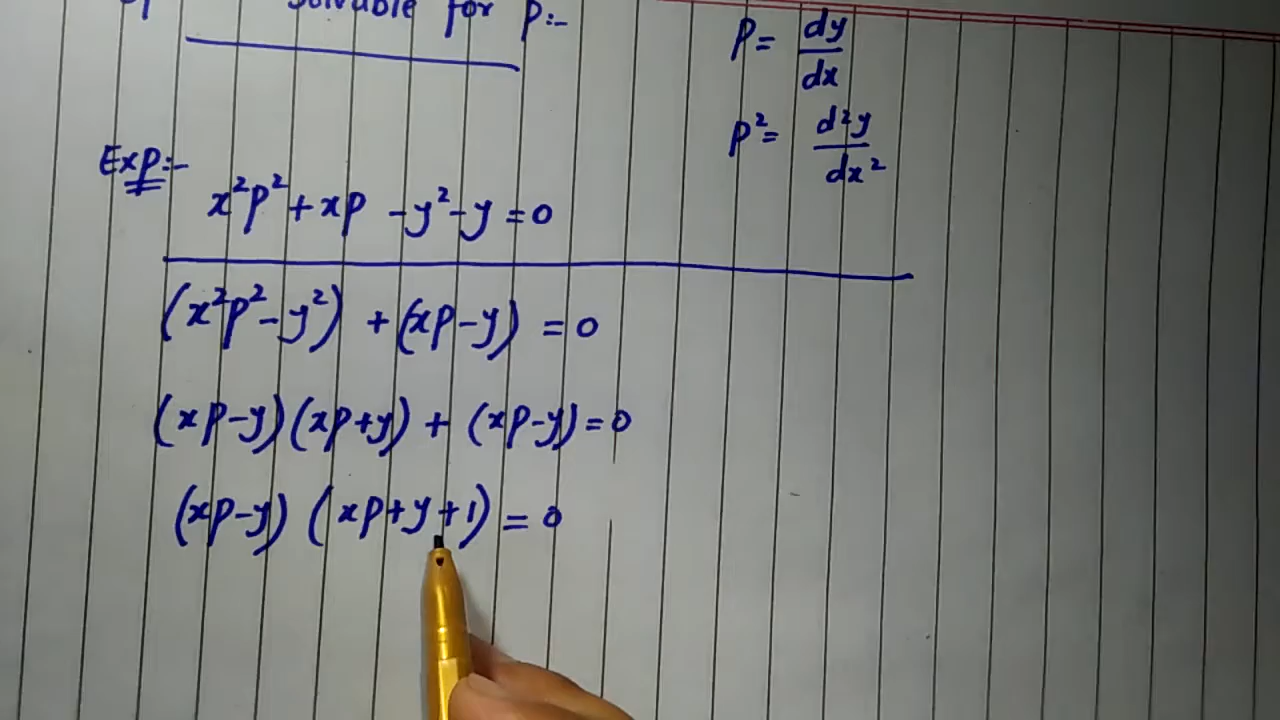 solvable for p:-
p = dy/dx
p² = d²y/dx²
Exp:-
x²p² + xp - y² - y = 0
(x²p² - y²) + (xp - y) = 0
(xp - y)(xp + y) + (xp - y) = 0
(xp - y) (xp + y + 1) = 0